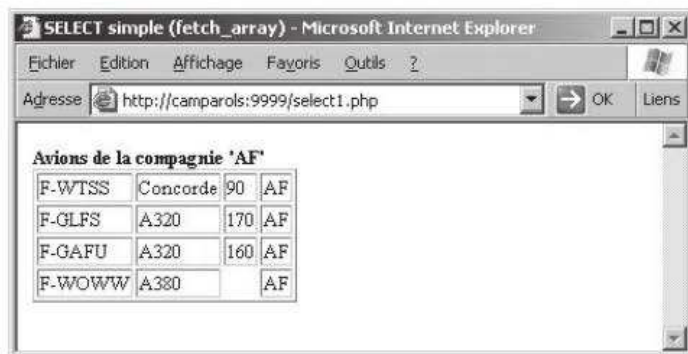 SELECT simple (fetch_array) - Microsoft Internet Explorer
Fichier Edition Affichage Favoris Outils ?
Adresse http://camparols:9999/select1.php OK Liens
Avions de la compagnie 'AF'
F-WTSS Concorde 90 AF
F-GLFS A320 170 AF
F-GAFU A320 160 AF
F-WOWW A380 AF